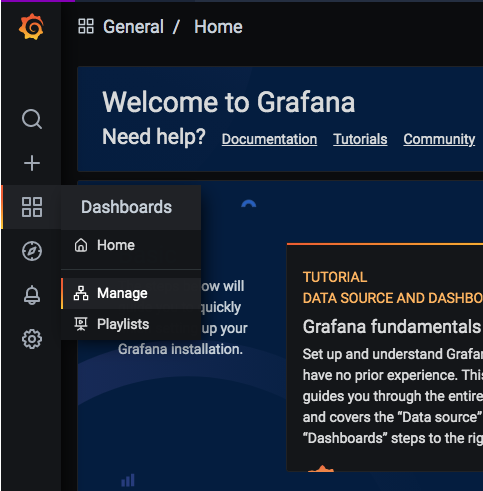 General / Home
Welcome to Grafana
Need help? Documentation Tutorials Community
Dashboards
Home
Manage
Playlists
ow will
quickly
up your
Grafana installation.
TUTORIAL
DATA SOURCE AND DASHBO
Grafana fundamentals
Set up and understand Grafa
have no prior experience. This
guides you through the entire
and covers the “Data source”
“Dashboards” steps to the rig